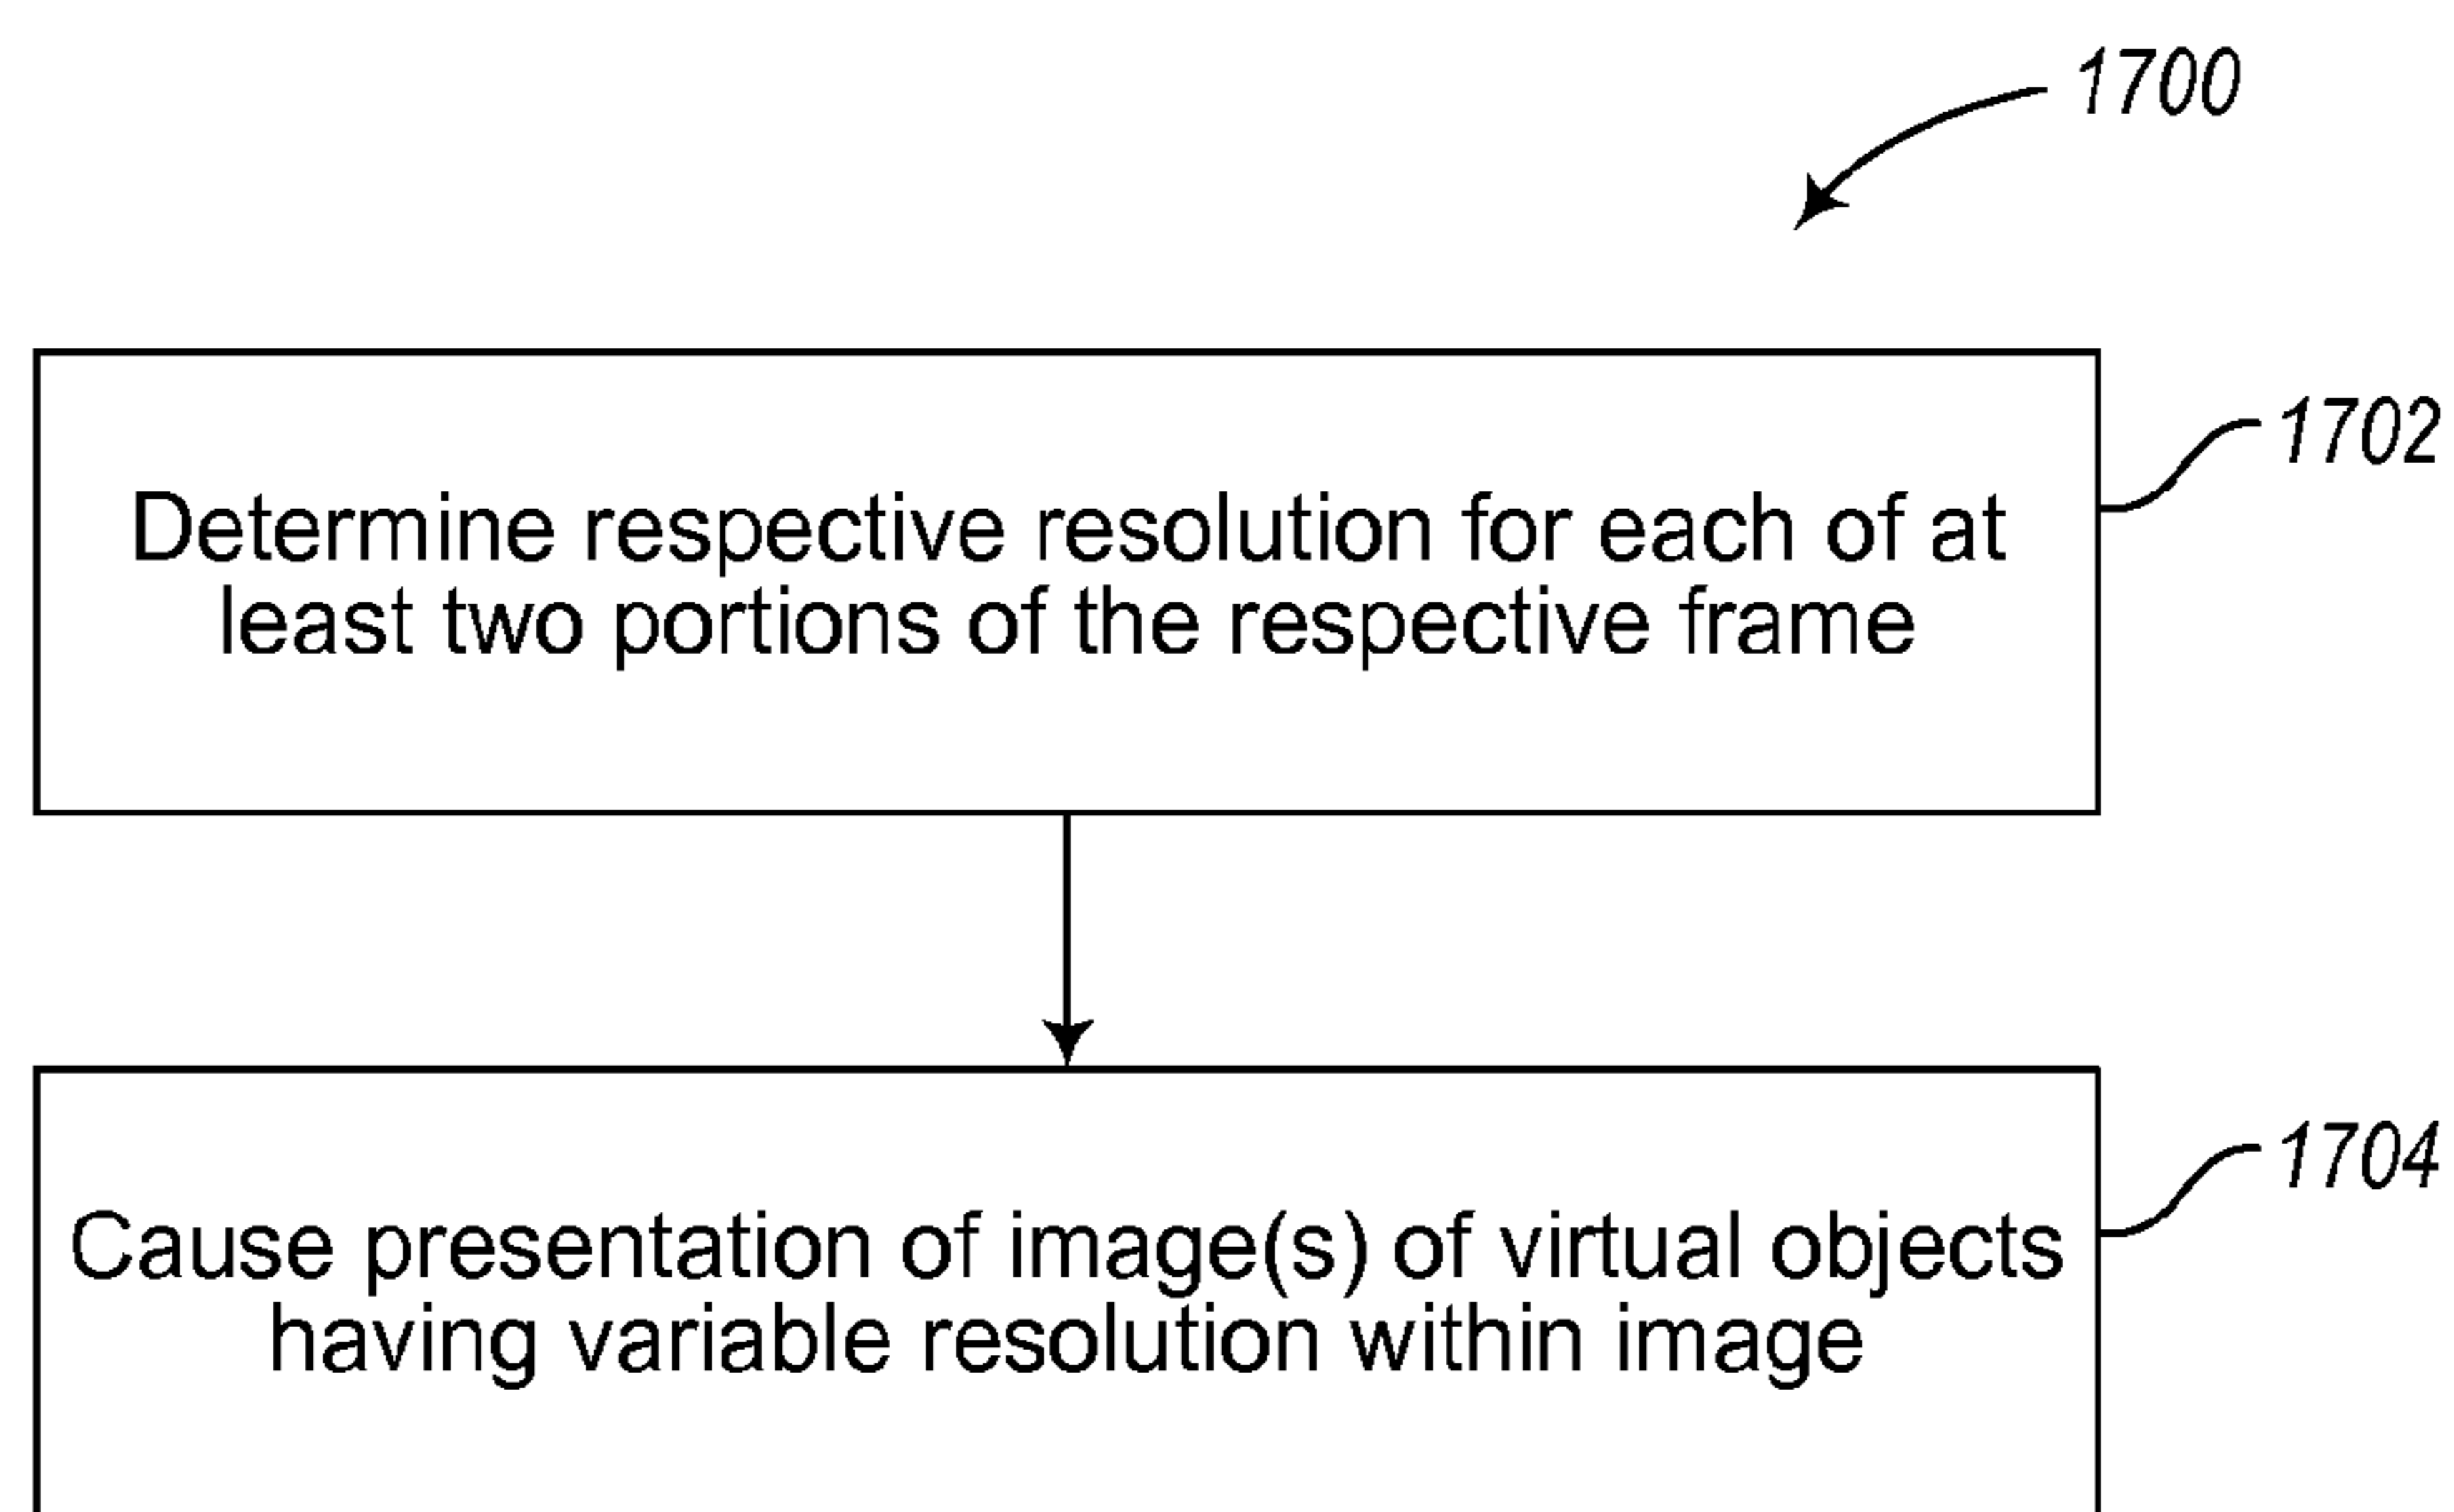 1700
1702
Determine respective resolution for each of at
least two portions of the respective frame
1704
Cause presentation of image(s) of virtual objects
having variable resolution within image